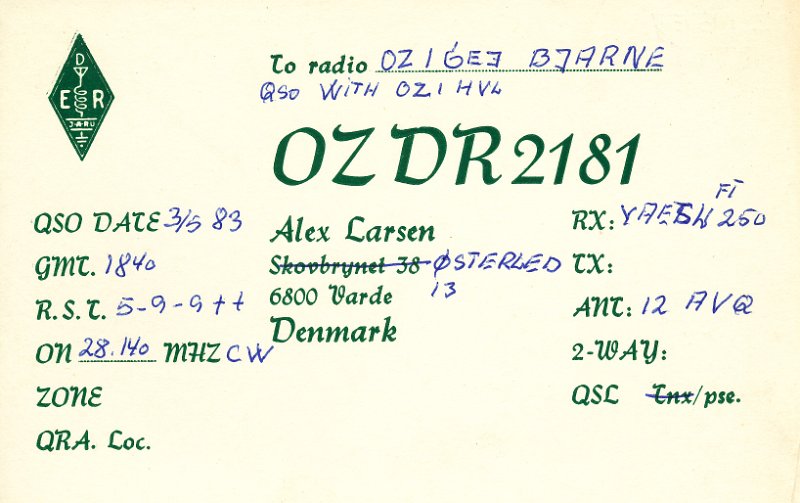 D
E R
I·A·R·U
To radio OZ1GEJ BJARNE
QSO WITH OZ1HVL
OZDR2181
QSO DATE 3/5 83
GMT. 1840
R.S.T. 5-9-9++
ON 28.140 MHZ CW
ZONE
QRA. Loc.
Alex Larsen
Skovbrynet 38 ØSTERLED
13
6800 Varde
Denmark
FT
RX: YAESU 250
TX:
ANT: 12 AVQ
2-WAY:
QSL Tnx/pse.